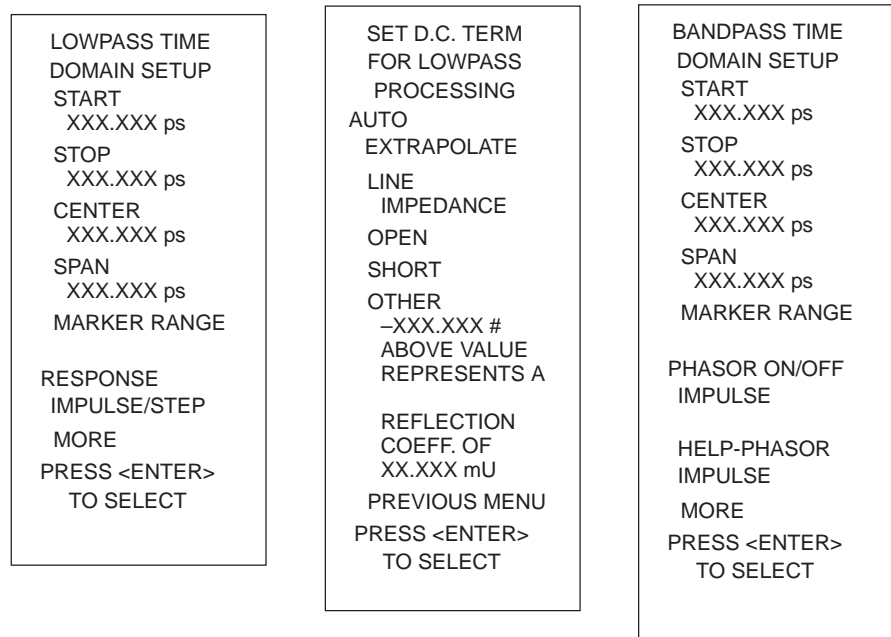 LOWPASS TIME
DOMAIN SETUP
START
XXX.XXX ps
STOP
XXX.XXX ps
CENTER
XXX.XXX ps
SPAN
XXX.XXX ps
MARKER RANGE
RESPONSE
IMPULSE/STEP
MORE
PRESS <ENTER>
TO SELECT
SET D.C. TERM
FOR LOWPASS
PROCESSING
AUTO
EXTRAPOLATE
LINE
IMPEDANCE
OPEN
SHORT
OTHER
–XXX.XXX #
ABOVE VALUE
REPRESENTS A
REFLECTION
COEFF. OF
XX.XXX mU
PREVIOUS MENU
PRESS <ENTER>
TO SELECT
BANDPASS TIME
DOMAIN SETUP
START
XXX.XXX ps
STOP
XXX.XXX ps
CENTER
XXX.XXX ps
SPAN
XXX.XXX ps
MARKER RANGE
PHASOR ON/OFF
IMPULSE
HELP-PHASOR
IMPULSE
MORE
PRESS <ENTER>
TO SELECT